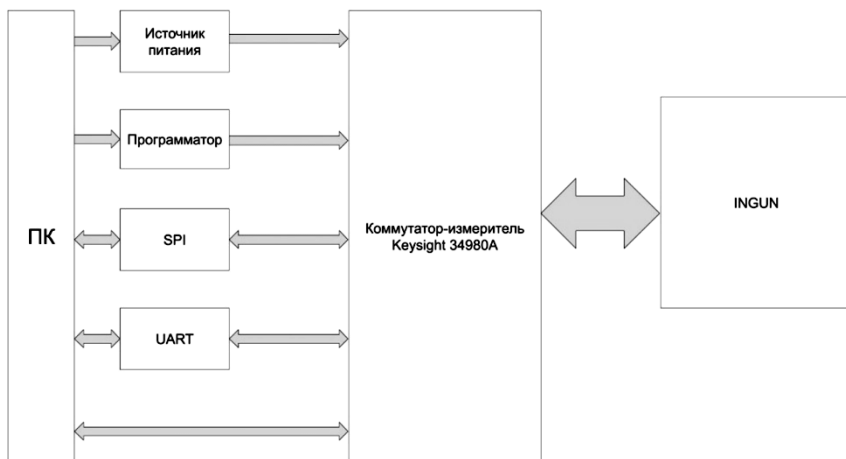 Источник
питания
Программатор
ПК
SPI
UART
Коммутатор-измеритель
Keysight 34980A
INGUN